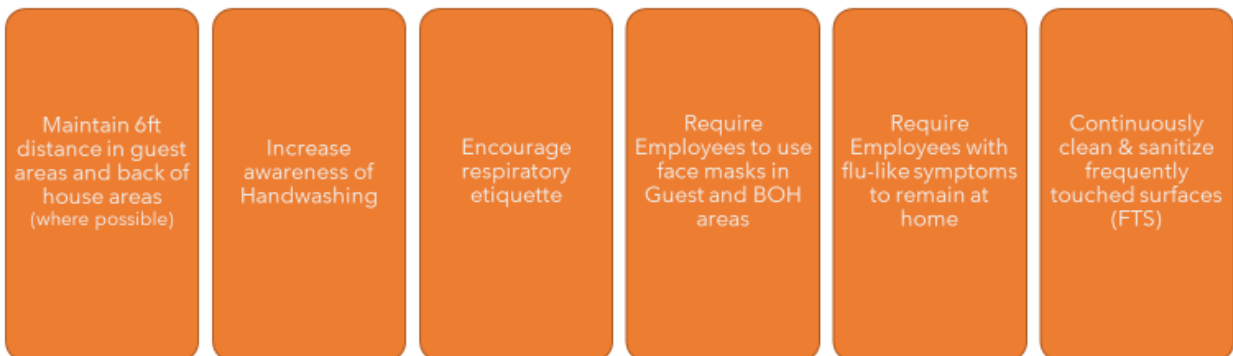 Maintain 6ft
distance in guest
areas and back of
house areas
(where possible)
Increase
awareness of
Handwashing
Encourage
respiratory
etiquette
Require
Employees to use
face masks in
Guest and BOH
areas
Require
Employees with
flu-like symptoms
to remain at
home
Continuously
clean & sanitize
frequently
touched surfaces
(FTS)